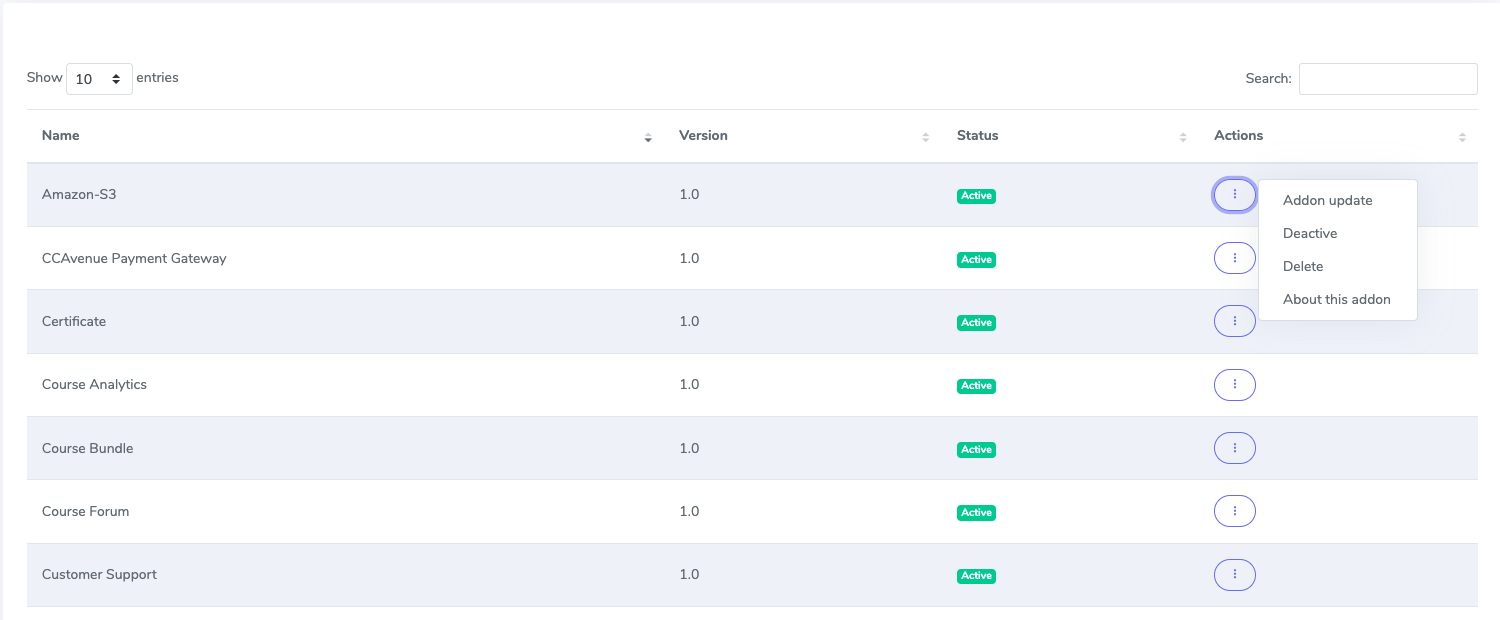 Show 10 entries Search:
Name Version Status Actions
Amazon-S3 1.0 Active
Addon update
Deactive
Delete
About this addon
CCAvenue Payment Gateway 1.0 Active
Certificate 1.0 Active
Course Analytics 1.0 Active
Course Bundle 1.0 Active
Course Forum 1.0 Active
Customer Support 1.0 Active